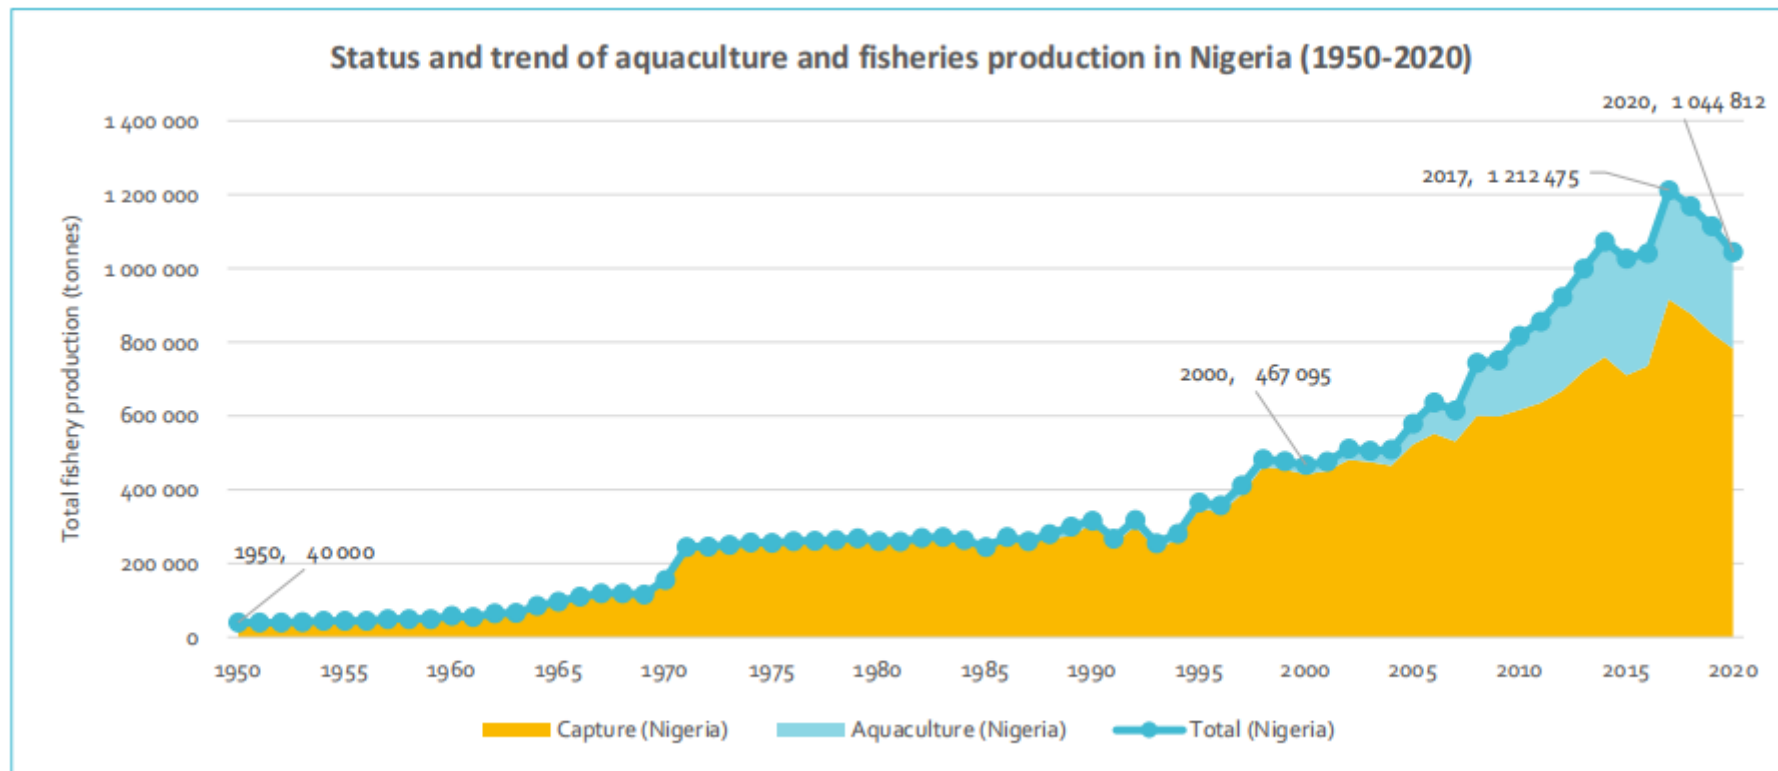 Status and trend of aquaculture and fisheries production in Nigeria (1950-2020)
2020, 1 044 812
2017, 1 212 475
2000, 467 095
1950, 40 000
Total fishery production (tonnes)
1 400 000
1 200 000
1 000 000
800 000
600 000
400 000
200 000
0
1950 1955 1960 1965 1970 1975 1980 1985 1990 1995 2000 2005 2010 2015 2020
Capture (Nigeria) Aquaculture (Nigeria) Total (Nigeria)